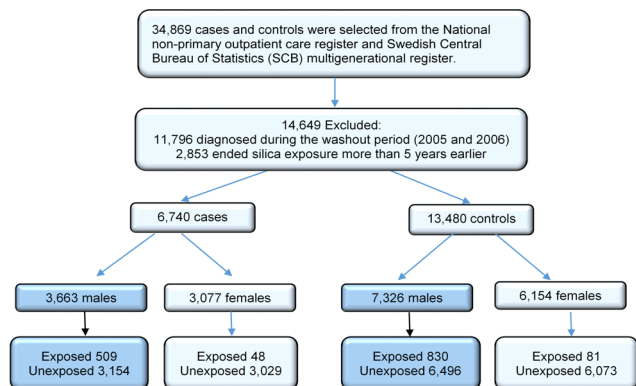 34,869 cases and controls were selected from the National
non-primary outpatient care register and Swedish Central
Bureau of Statistics (SCB) multigenerational register.
14,649 Excluded:
11,796 diagnosed during the washout period (2005 and 2006)
2,853 ended silica exposure more than 5 years earlier
6,740 cases
13,480 controls
3,663 males
3,077 females
7,326 males
6,154 females
Exposed 509
Unexposed 3,154
Exposed 48
Unexposed 3,029
Exposed 830
Unexposed 6,496
Exposed 81
Unexposed 6,073